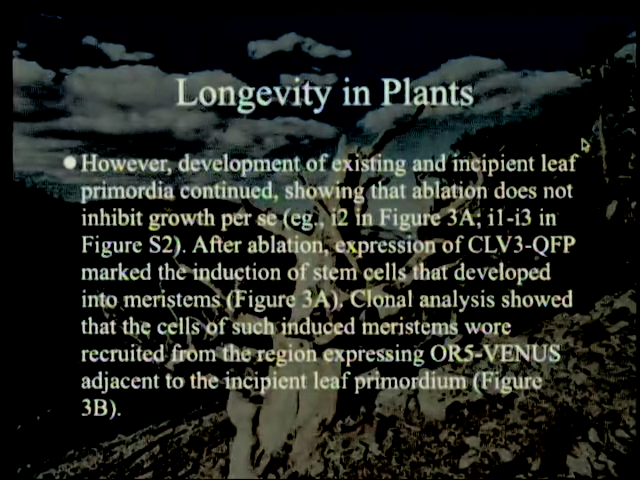 Longevity in Plants
However, development of existing and incipient leaf
primordia continued, showing that ablation does not
inhibit growth per se (eg., i2 in Figure 3A; i1-i3 in
Figure S2). After ablation, expression of CLV3-QFP
marked the induction of stem cells that developed
into meristems (Figure 3A). Clonal analysis showed
that the cells of such induced meristems wore
recruited from the region expressing OR5-VENUS
adjacent to the incipient leaf primordium (Figure
3B).